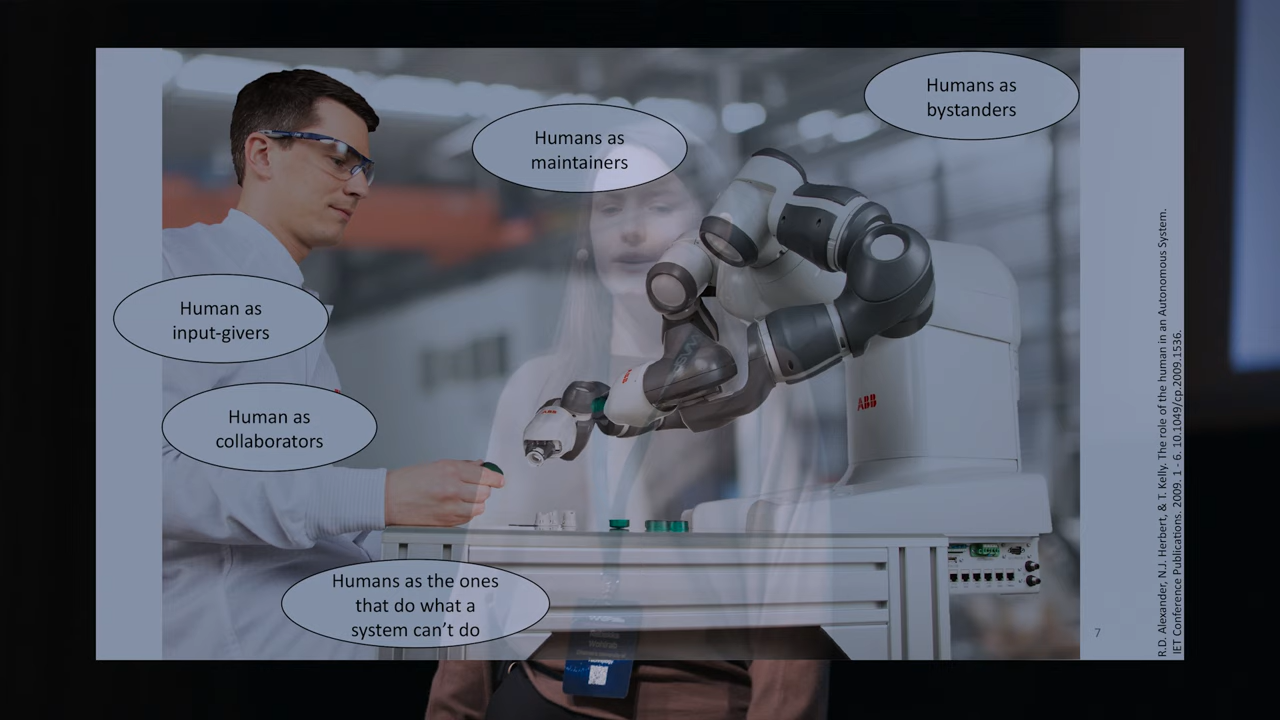 Humans as
bystanders
Humans as
maintainers
Human as
input-givers
Human as
collaborators
Humans as the ones
that do what a
system can't do
ABB
ABB
ABB
7
R.D. Alexander, N.J. Herbert, & T. Kelly. The role of the human in an Autonomous System.
IET Conference Publications. 2009. 1 - 6. 10.1049/cp.2009.1536.